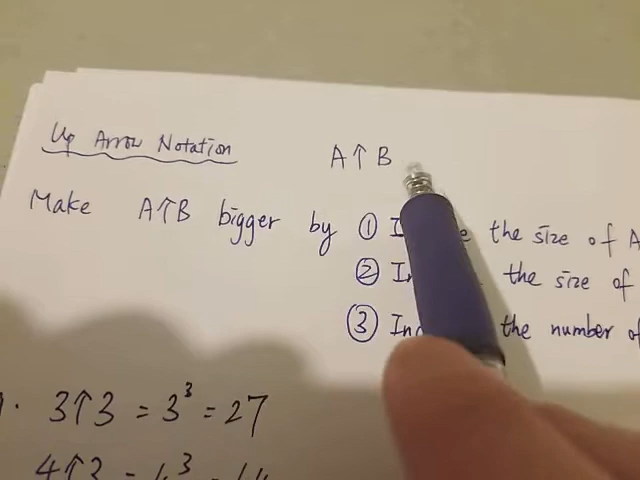 Up Arrow Notation
A↑B
Make A↑B bigger by ① the size of A
② the size of
③ the number of
3↑3 = 3³ = 27